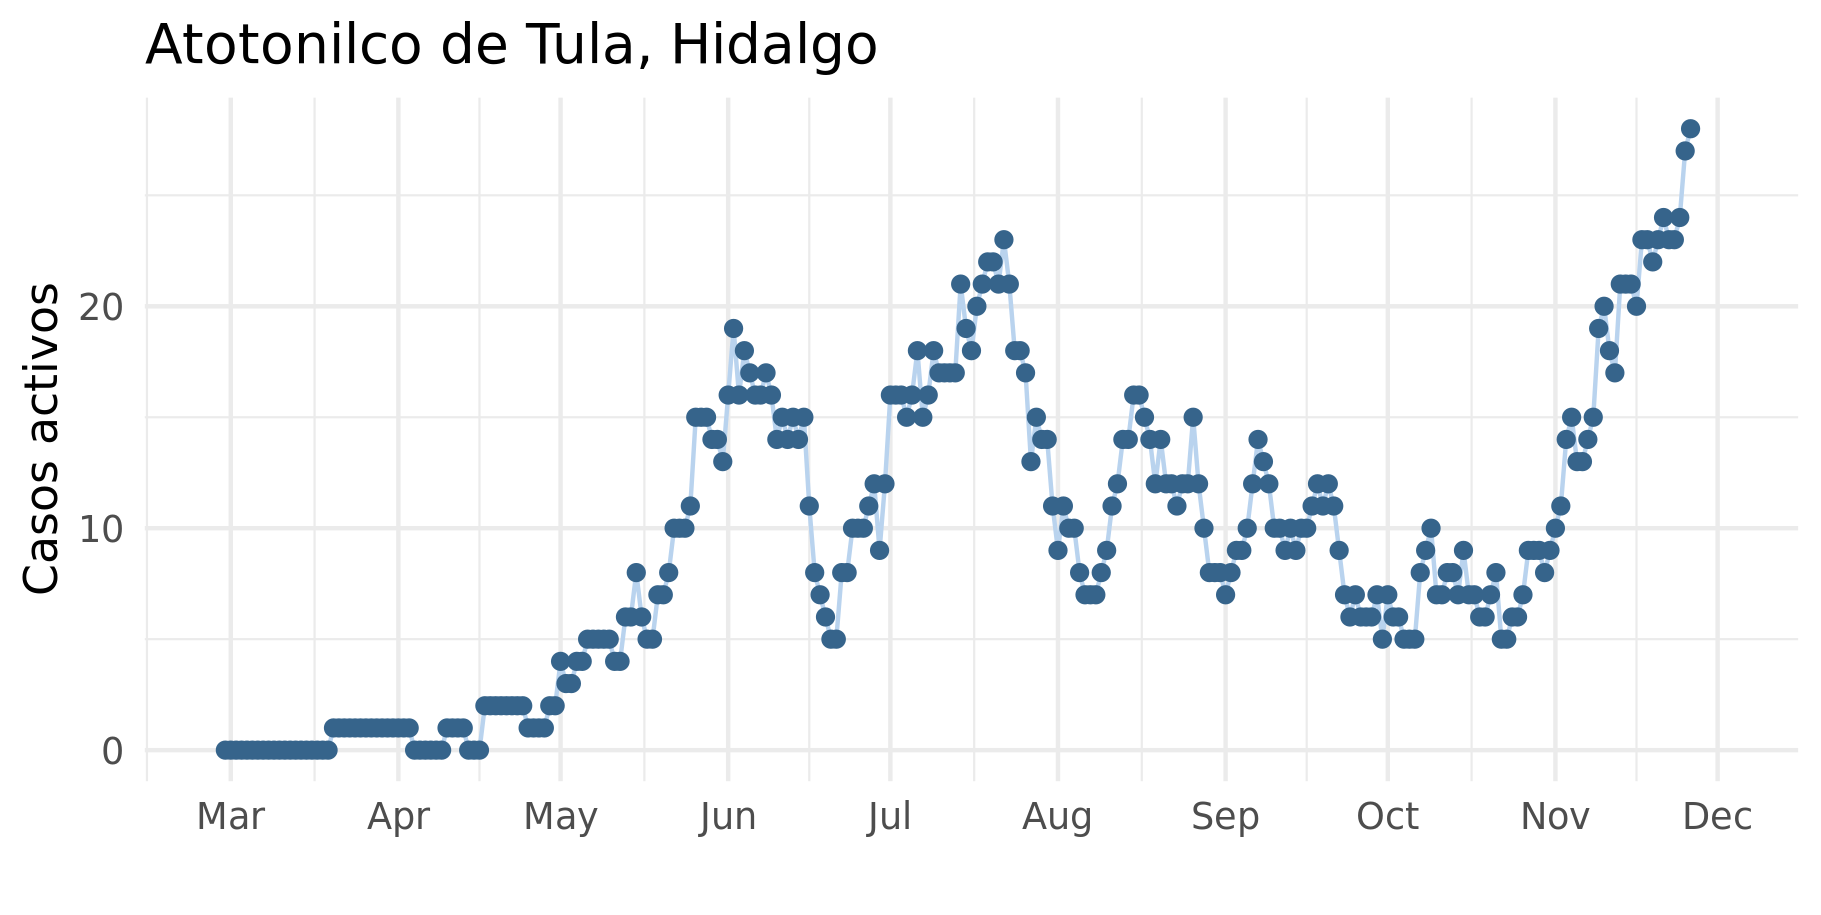 Atotonilco de Tula, Hidalgo
Casos activos
20
10
0
Mar Apr May Jun Jul Aug Sep Oct Nov Dec